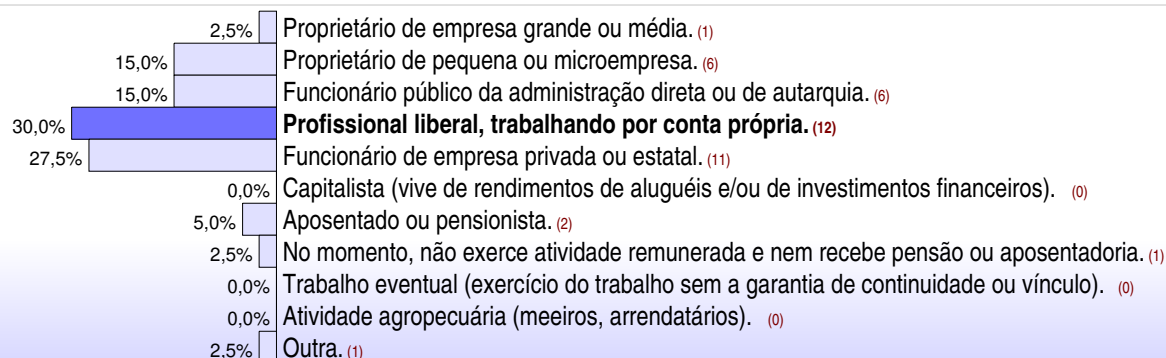 2,5% Proprietário de empresa grande ou média. (1)
15,0% Proprietário de pequena ou microempresa. (6)
15,0% Funcionário público da administração direta ou de autarquia. (6)
30,0% Profissional liberal, trabalhando por conta própria. (12)
27,5% Funcionário de empresa privada ou estatal. (11)
0,0% Capitalista (vive de rendimentos de aluguéis e/ou de investimentos financeiros). (0)
5,0% Aposentado ou pensionista. (2)
2,5% No momento, não exerce atividade remunerada e nem recebe pensão ou aposentadoria. (1)
0,0% Trabalho eventual (exercício do trabalho sem a garantia de continuidade ou vínculo). (0)
0,0% Atividade agropecuária (meeiros, arrendatários). (0)
2,5% Outra. (1)